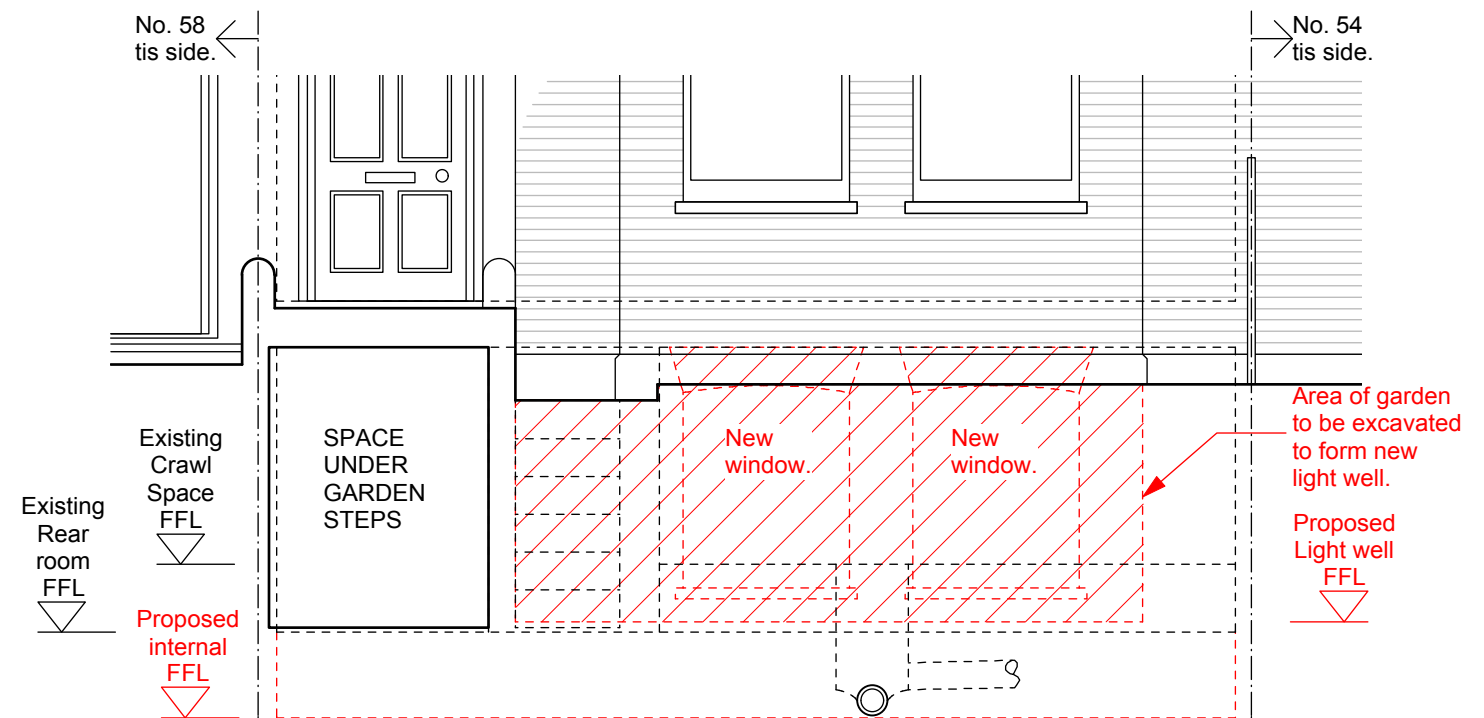 No. 58
tis side.
No. 54
tis side.
Existing
Crawl
Space
FFL
Existing
Rear
room
FFL
Proposed
internal
FFL
SPACE
UNDER
GARDEN
STEPS
New
window.
New
window.
Area of garden
to be excavated
to form new
light well.
Proposed
Light well
FFL